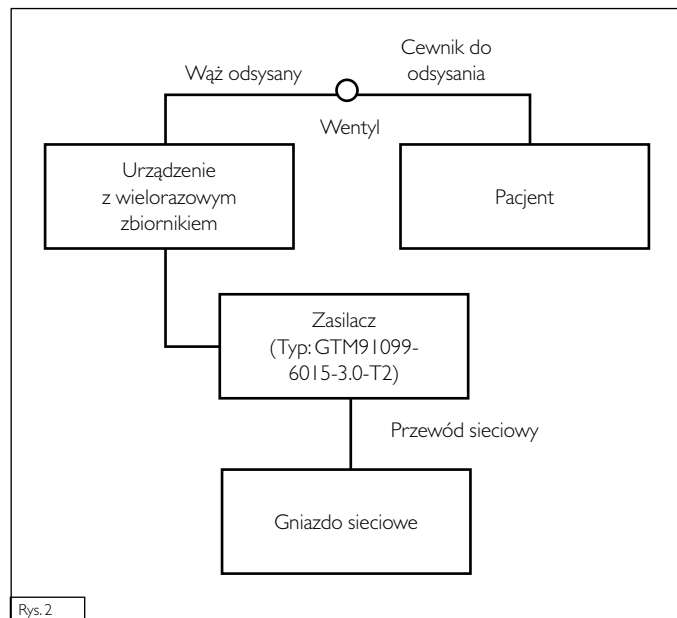 Cewnik do
odsysania
Wąż odsysany
Wentyl
Urządzenie
z wielorazowym
zbiornikiem
Pacjent
Zasilacz
(Typ: GTM91099-
6015-3.0-T2)
Przewód sieciowy
Gniazdo sieciowe
Rys. 2